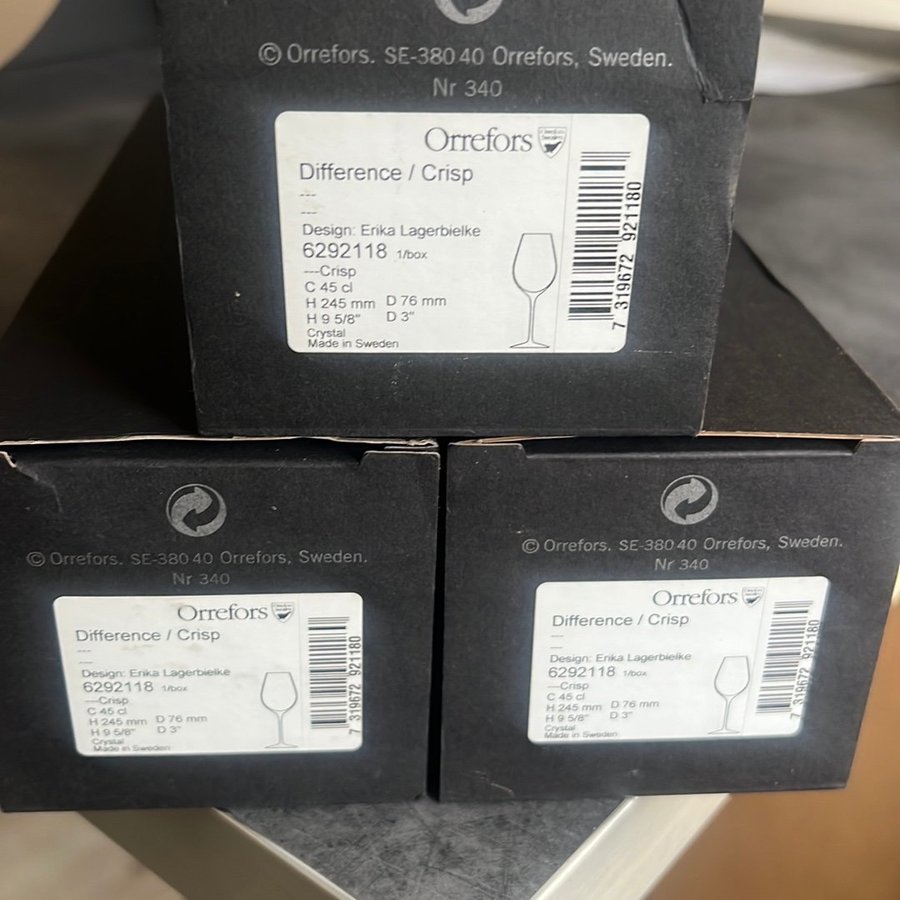 © Orrefors. SE-380 40 Orrefors, Sweden.
Nr 340
Orrefors
Difference / Crisp
---
---
Design: Erika Lagerbielke
6292118 1/box
---Crisp
C 45 cl
H 245 mm D 76 mm
H 9 5/8" D 3"
Crystal
Made in Sweden
7 319672 921180
© Orrefors. SE-380 40 Orrefors, Sweden.
Nr 340
Orrefors
Difference / Crisp
---
---
Design: Erika Lagerbielke
6292118 1/box
---Crisp
C 45 cl
H 245 mm D 76 mm
H 9 5/8" D 3"
Crystal
Made in Sweden
7 319672 921180
© Orrefors. SE-380 40 Orrefors, Sweden.
Nr 340
Orrefors
Difference / Crisp
---
---
Design: Erika Lagerbielke
6292118 1/box
---Crisp
C 45 cl
H 245 mm D 76 mm
H 9 5/8" D 3"
Crystal
Made in Sweden
7 319672 921180